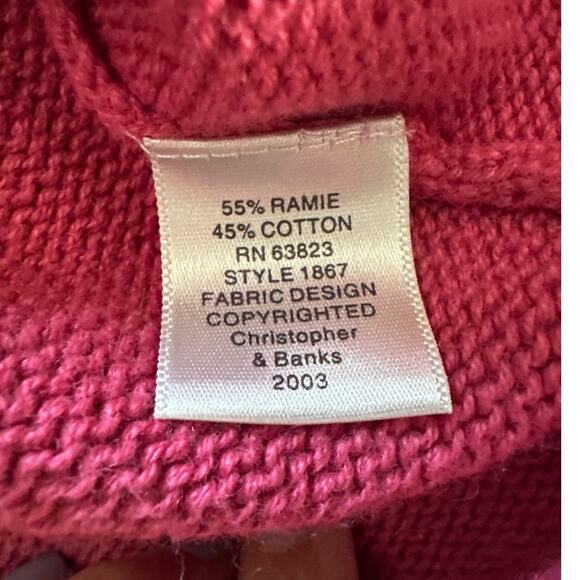 55% RAMIE
45% COTTON
RN 63823
STYLE 1867
FABRIC DESIGN
COPYRIGHTED
Christopher
& Banks
2003